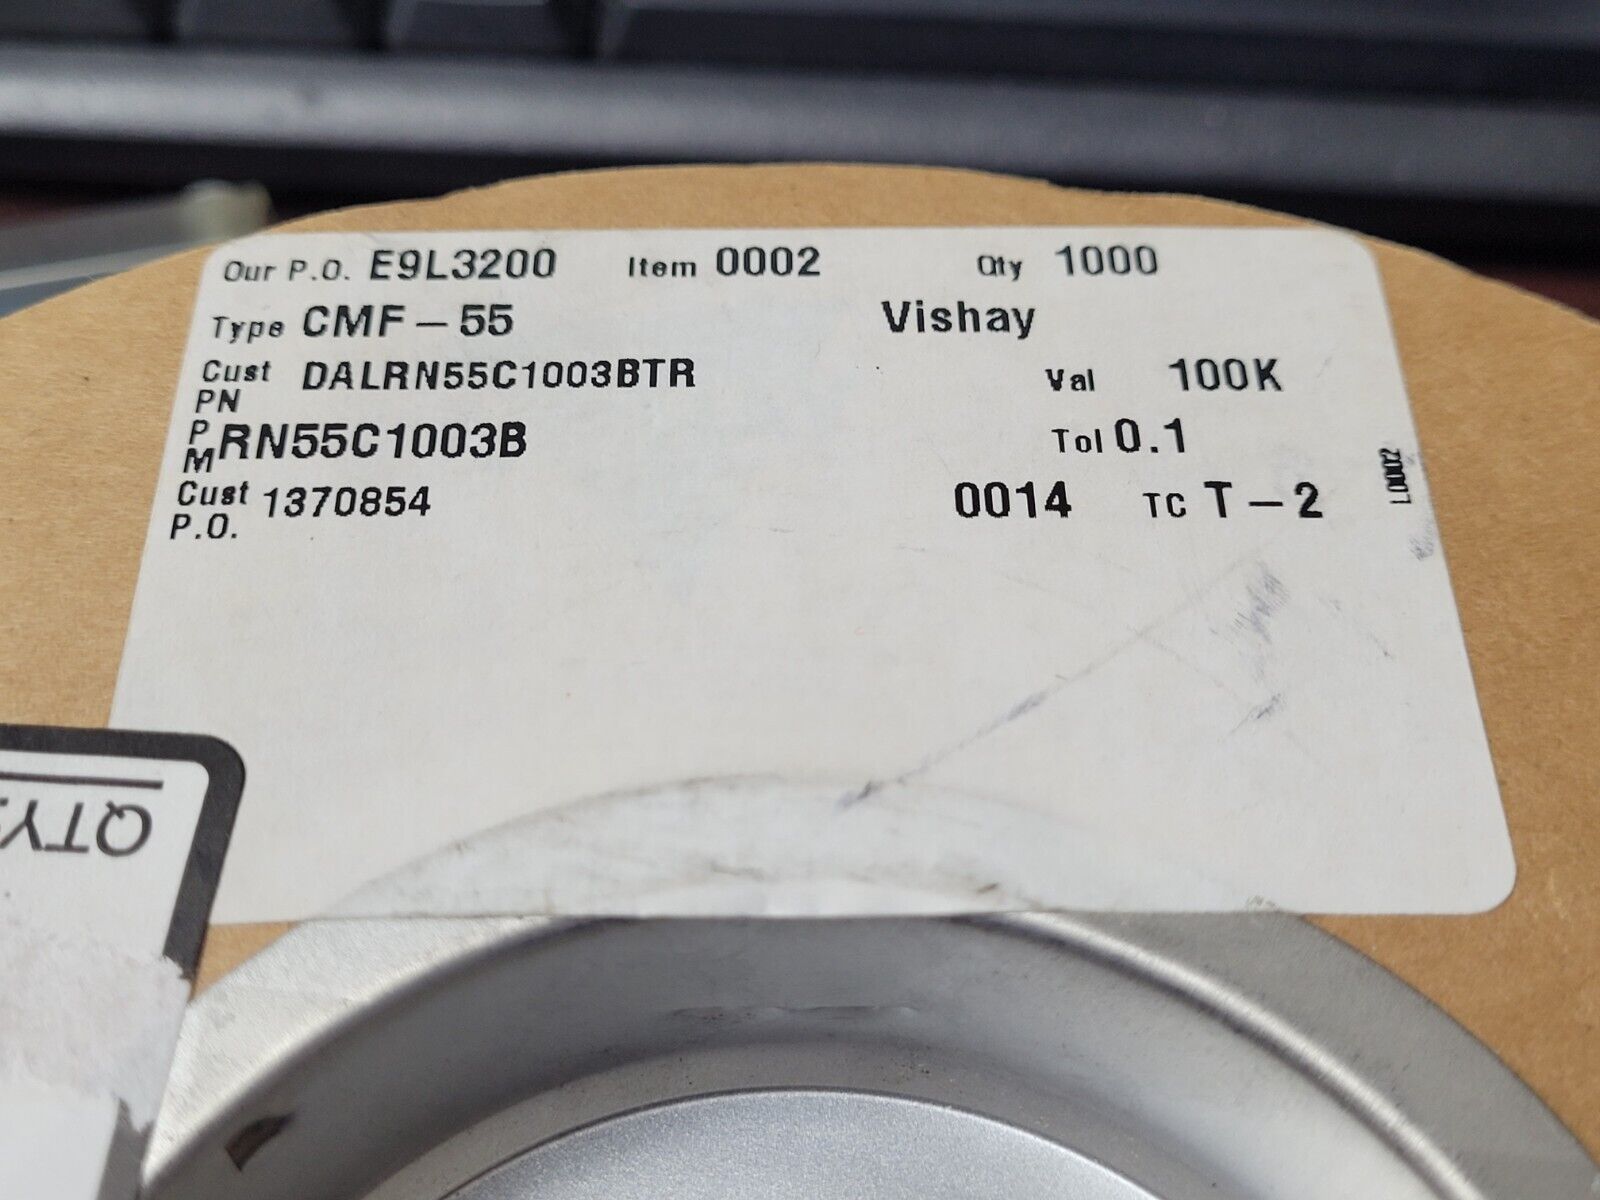 Our P.O. E9L3200 Item 0002 Qty 1000
Type CMF-55 Vishay
Cust PN DALRN55C1003BTR Val 100K
PM RN55C1003B Tol 0.1
Cust P.O. 1370854 0014 TC T-2
L0002
QTY: